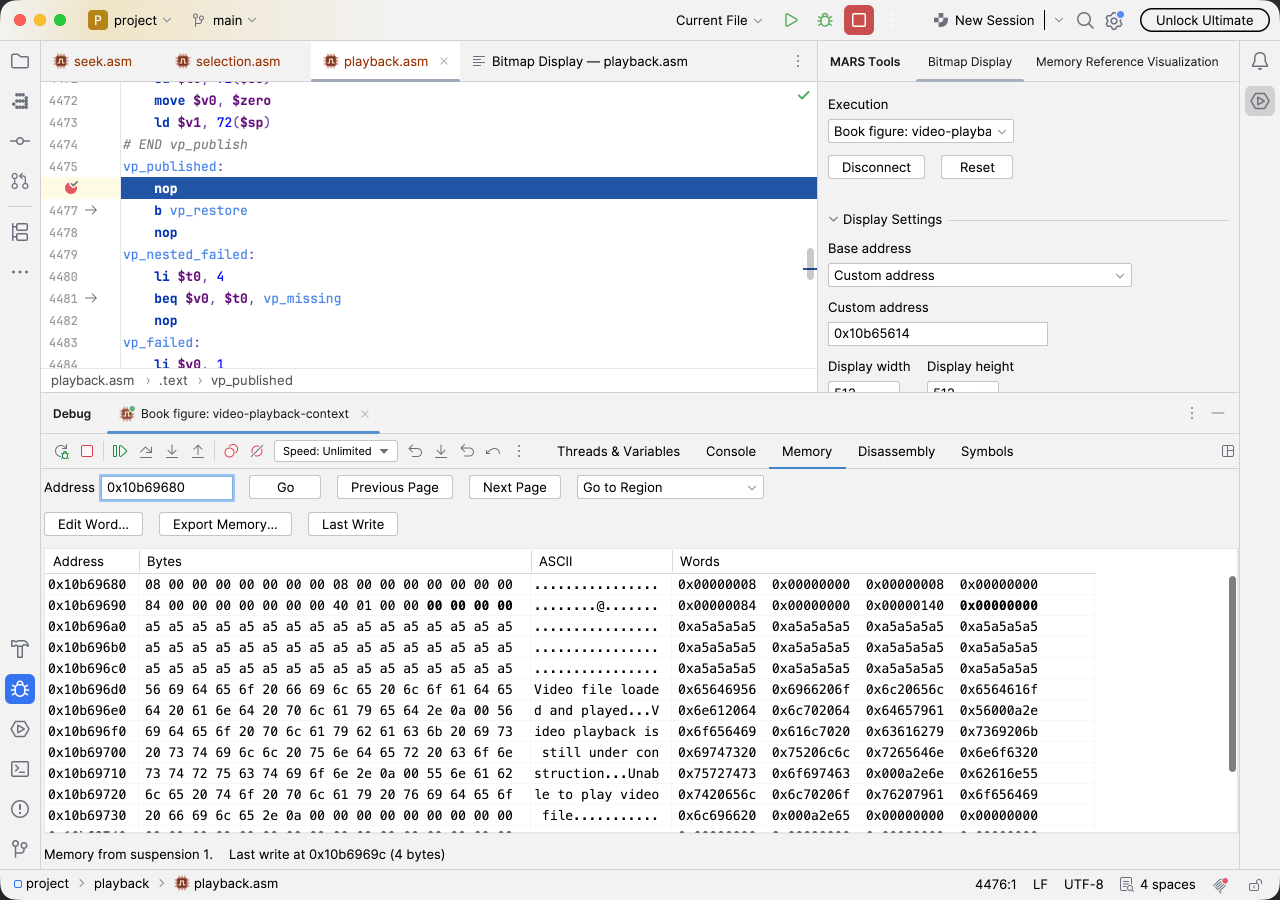 P project main Current File New Session Unlock Ultimate
seek.asm selection.asm playback.asm Bitmap Display — playback.asm MARS Tools Bitmap Display Memory Reference Visualization
4472 move $v0, $zero
4473 ld $v1, 72($sp)
4474 # END vp_publish
4475 vp_published:
nop
4477 b vp_restore
4478 nop
4479 vp_nested_failed:
4480 li $t0, 4
4481 beq $v0, $t0, vp_missing
4482 nop
4483 vp_failed:
4484 li $v0, 1
playback.asm › .text › vp_published
Execution
Book figure: video-playba
Disconnect Reset
Display Settings
Base address
Custom address
Custom address
0x10b65614
Display width Display height
512 512
Debug Book figure: video-playback-context
Speed: Unlimited Threads & Variables Console Memory Disassembly Symbols
Address 0x10b69680 Go Previous Page Next Page Go to Region
Edit Word... Export Memory... Last Write
Address Bytes ASCII Words
0x10b69680 08 00 00 00 00 00 00 00 08 00 00 00 00 00 00 00 ................ 0x00000008 0x00000000 0x00000008 0x00000000
0x10b69690 84 00 00 00 00 00 00 00 40 01 00 00 00 00 00 00 ........@....... 0x00000084 0x00000000 0x00000140 0x00000000
0x10b696a0 a5 a5 a5 a5 a5 a5 a5 a5 a5 a5 a5 a5 a5 a5 a5 a5 ................ 0xa5a5a5a5 0xa5a5a5a5 0xa5a5a5a5 0xa5a5a5a5
0x10b696b0 a5 a5 a5 a5 a5 a5 a5 a5 a5 a5 a5 a5 a5 a5 a5 a5 ................ 0xa5a5a5a5 0xa5a5a5a5 0xa5a5a5a5 0xa5a5a5a5
0x10b696c0 a5 a5 a5 a5 a5 a5 a5 a5 a5 a5 a5 a5 a5 a5 a5 a5 ................ 0xa5a5a5a5 0xa5a5a5a5 0xa5a5a5a5 0xa5a5a5a5
0x10b696d0 56 69 64 65 6f 20 66 69 6c 65 20 6c 6f 61 64 65 Video file loade 0x65646956 0x6966206f 0x6c20656c 0x6564616f
0x10b696e0 64 20 61 6e 64 20 70 6c 61 79 65 64 2e 0a 00 56 d and played...V 0x6e612064 0x6c702064 0x64657961 0x56000a2e
0x10b696f0 69 64 65 6f 20 70 6c 61 79 62 61 63 6b 20 69 73 ideo playback is 0x6f656469 0x616c7020 0x63616279 0x7369206b
0x10b69700 20 73 74 69 6c 6c 20 75 6e 64 65 72 20 63 6f 6e still under con 0x69747320 0x75206c6c 0x7265646e 0x6e6f6320
0x10b69710 73 74 72 75 63 74 69 6f 6e 2e 0a 00 55 6e 61 62 struction...Unab 0x75727473 0x6f697463 0x000a2e6e 0x62616e55
0x10b69720 6c 65 20 74 6f 20 70 6c 61 79 20 76 69 64 65 6f le to play video 0x7420656c 0x6c70206f 0x76207961 0x6f656469
0x10b69730 20 66 69 6c 65 2e 0a 00 00 00 00 00 00 00 00 00 file........... 0x6c696620 0x000a2e65 0x00000000 0x00000000
Memory from suspension 1. Last write at 0x10b6969c (4 bytes)
project › playback › playback.asm 4476:1 LF UTF-8 4 spaces